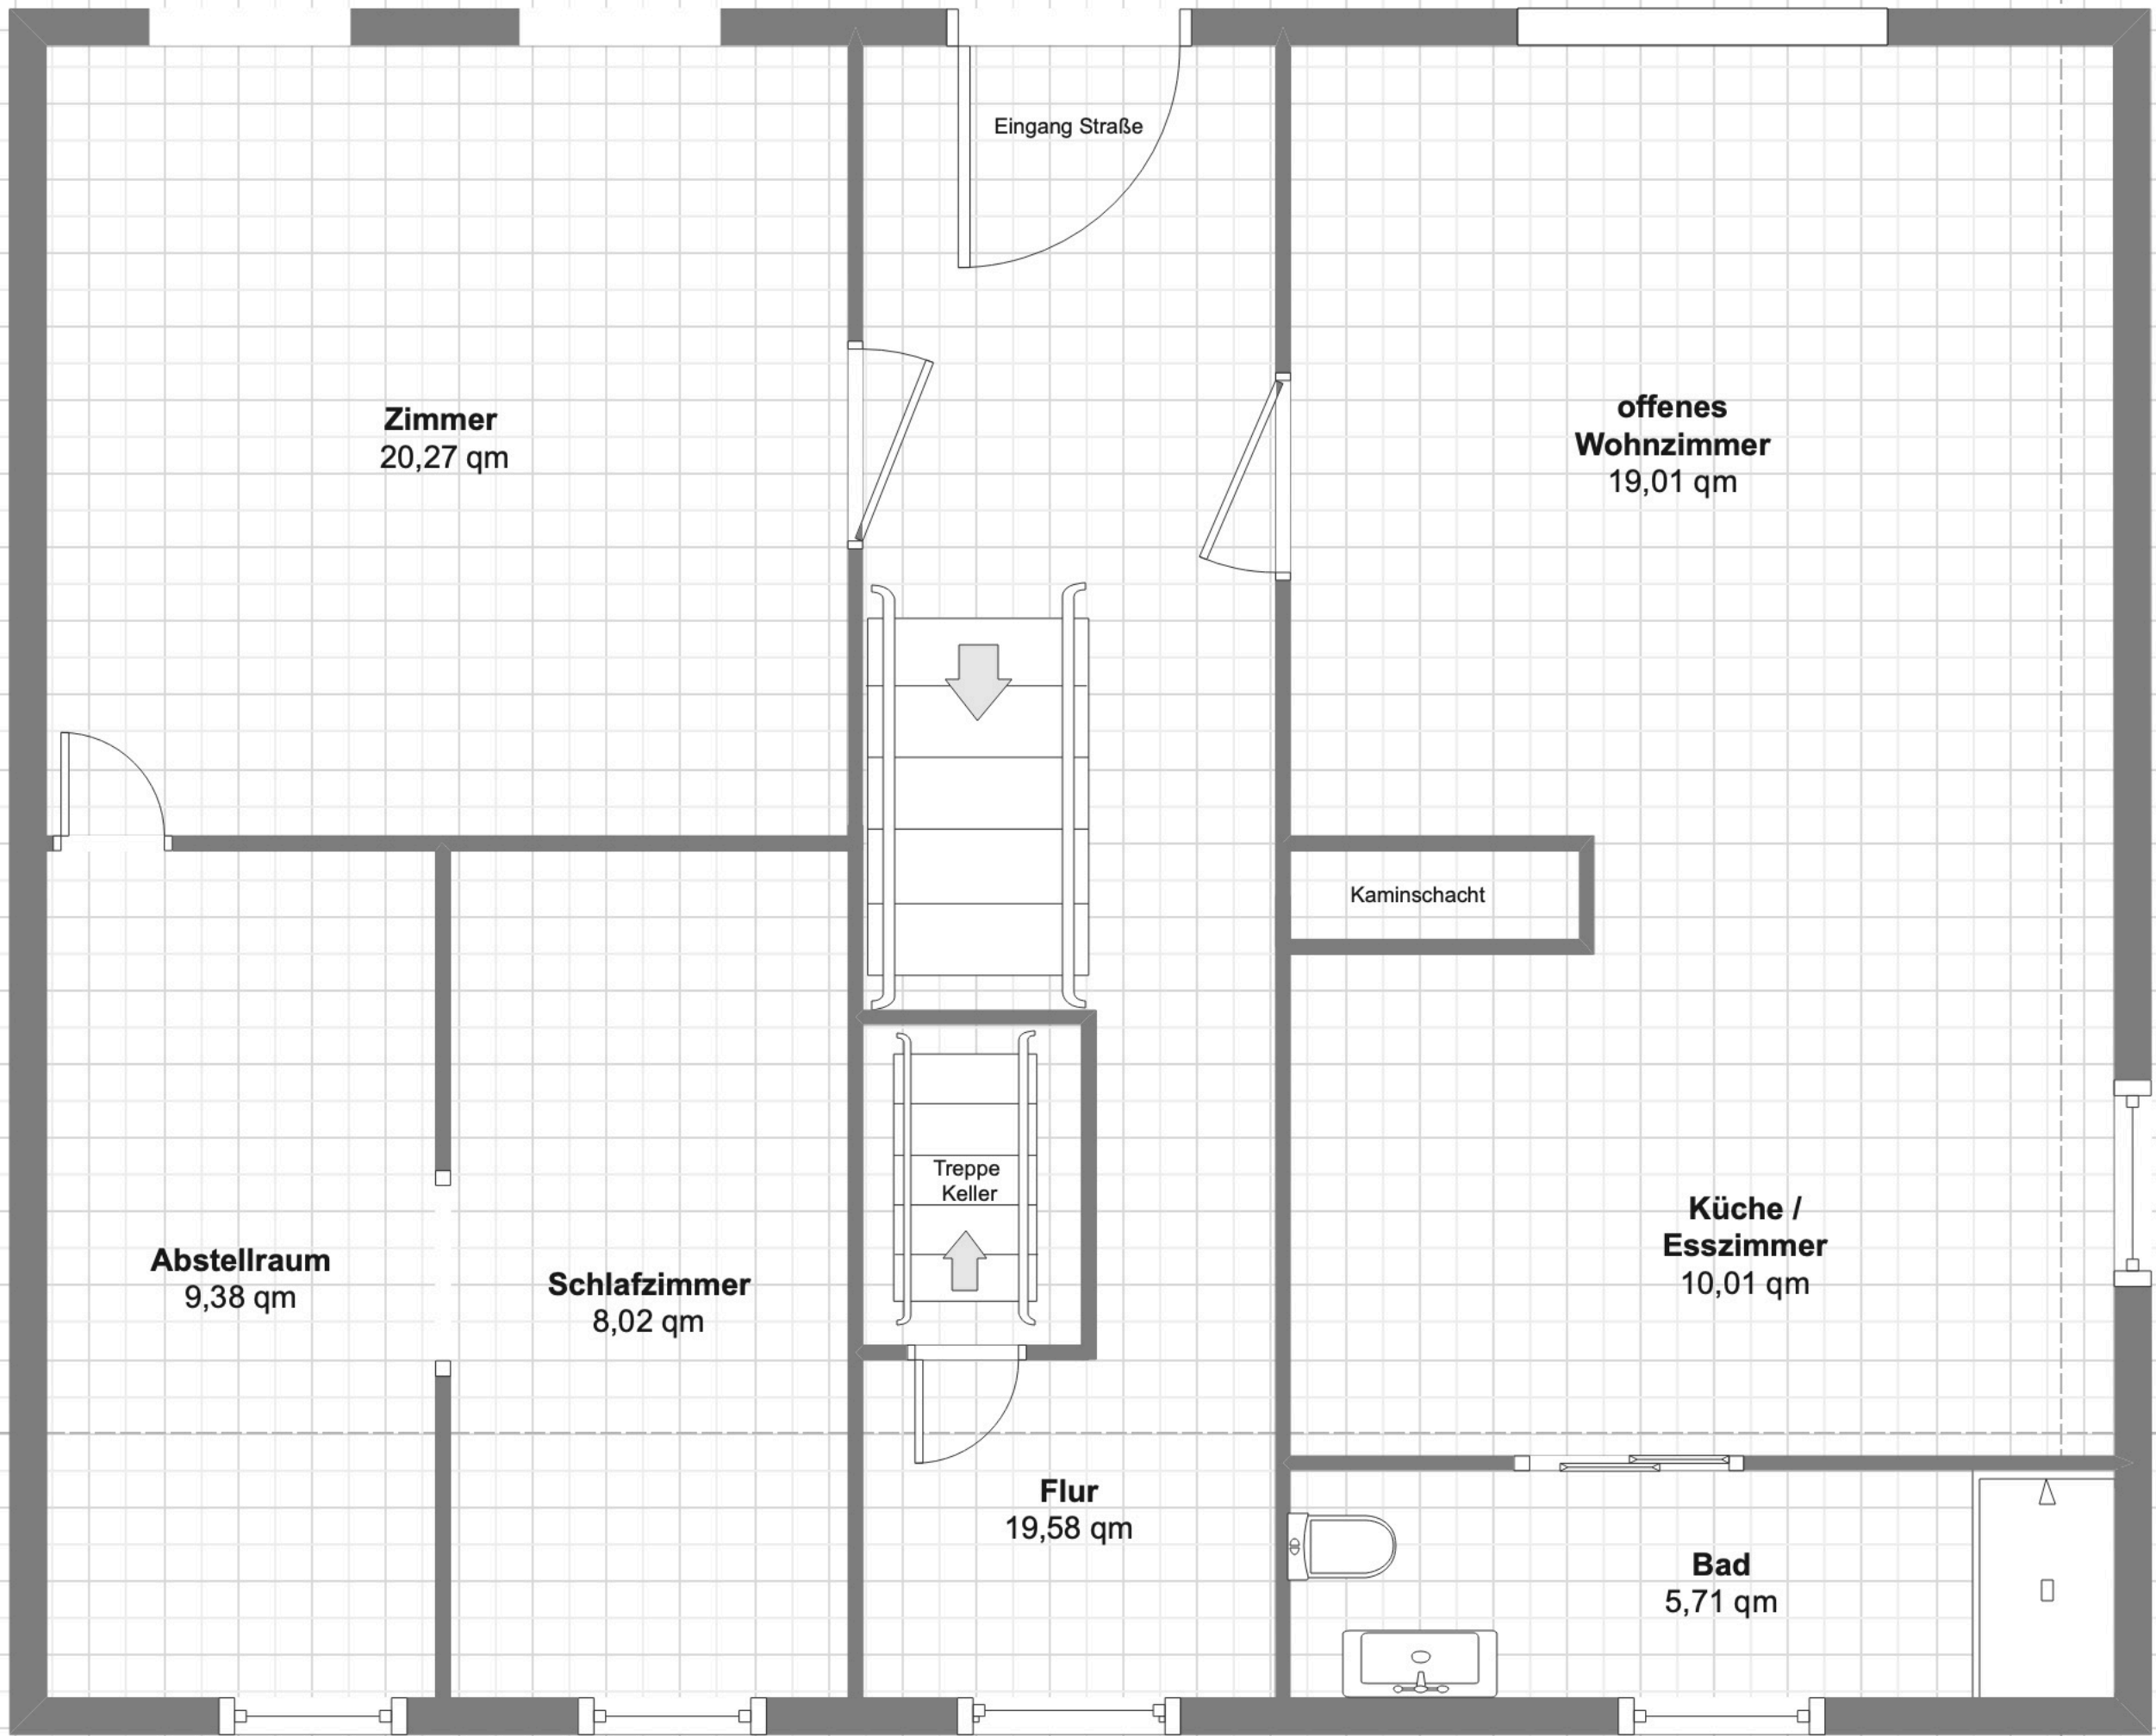 Eingang Straße
Zimmer
20,27 qm
offenes
Wohnzimmer
19,01 qm
Kaminschacht
Treppe
Keller
Küche /
Esszimmer
10,01 qm
Abstellraum
9,38 qm
Schlafzimmer
8,02 qm
Flur
19,58 qm
Bad
5,71 qm